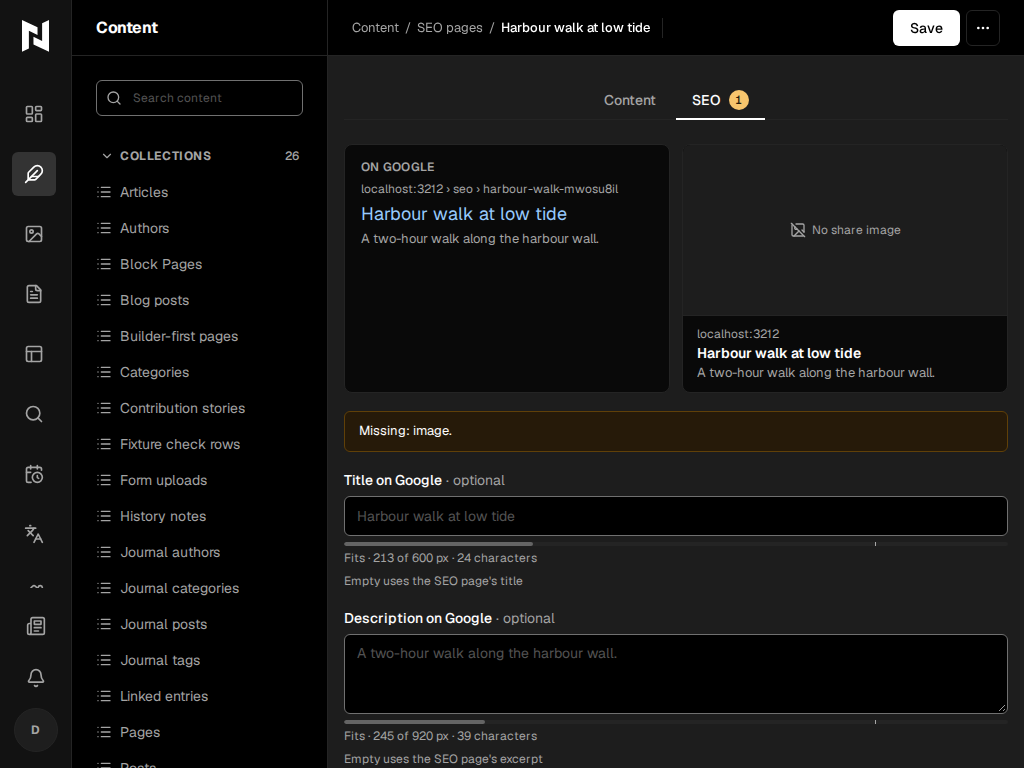 Content
Content / SEO pages / Harbour walk at low tide
Save
Search content
COLLECTIONS 26
Articles
Authors
Block Pages
Blog posts
Builder-first pages
Categories
Contribution stories
Fixture check rows
Form uploads
History notes
Journal authors
Journal categories
Journal posts
Journal tags
Linked entries
Pages
Posts
D
Content
SEO 1
ON GOOGLE
localhost:3212 › seo › harbour-walk-mwosu8il
Harbour walk at low tide
A two-hour walk along the harbour wall.
No share image
localhost:3212
Harbour walk at low tide
A two-hour walk along the harbour wall.
Missing: image.
Title on Google · optional
Harbour walk at low tide
Fits · 213 of 600 px · 24 characters
Empty uses the SEO page's title
Description on Google · optional
A two-hour walk along the harbour wall.
Fits · 245 of 920 px · 39 characters
Empty uses the SEO page's excerpt